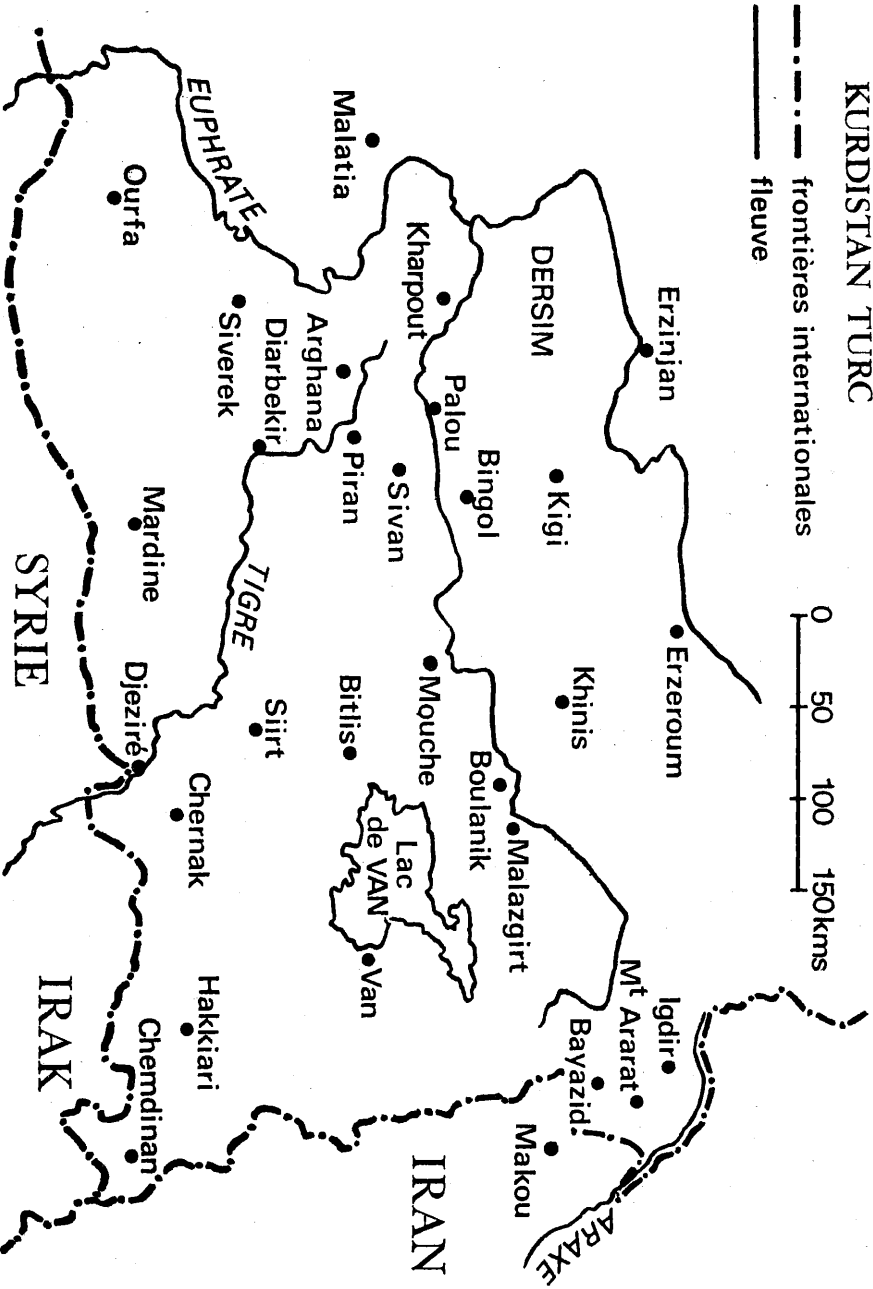 KURDISTAN TURC
frontières internationales
fleuve
0 50 100 150kms
Erzinjan
Erzeroum
Igdir
Mt Ararat
Bayazid
ARAXE
DERSIM
Kigi
Khinis
Makou
Malazgirt
Boulanik
Bingol
Palou
Kharpout
Mouche
IRAN
Malatia
Sivan
Piran
Arghana
Bitlis
Lac
de VAN
Van
EUPHRATE
Diarbekir
Siverek
TIGRE
Siirt
Chernak
Hakkiari
Ourfa
Mardine
Djeziré
Chemdinan
SYRIE
IRAK